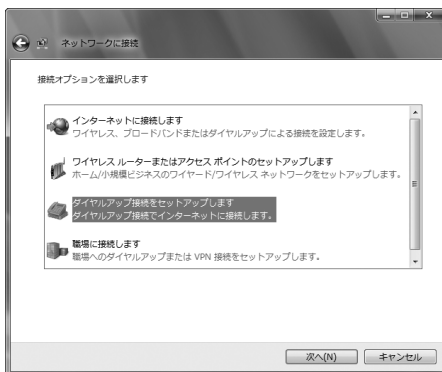 ネットワークに接続
接続オプションを選択します
インターネットに接続します
ワイヤレス、ブロードバンドまたはダイヤルアップによる接続を設定します。
ワイヤレス ルーターまたはアクセス ポイントのセットアップします
ホーム/小規模ビジネスのワイヤード/ワイヤレス ネットワークをセットアップします。
ダイヤルアップ接続をセットアップします
ダイヤルアップ接続でインターネットに接続します。
職場に接続します
職場へのダイヤルアップまたは VPN 接続をセットアップします。
次へ(N)
キャンセル